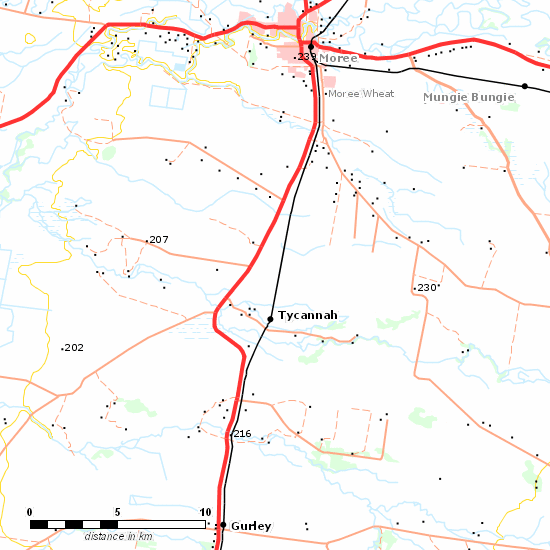 239
Moree
Moree Wheat
Mungie Bungie
207
230
Tycannah
202
216
0 5 10
distance in km
Gurley